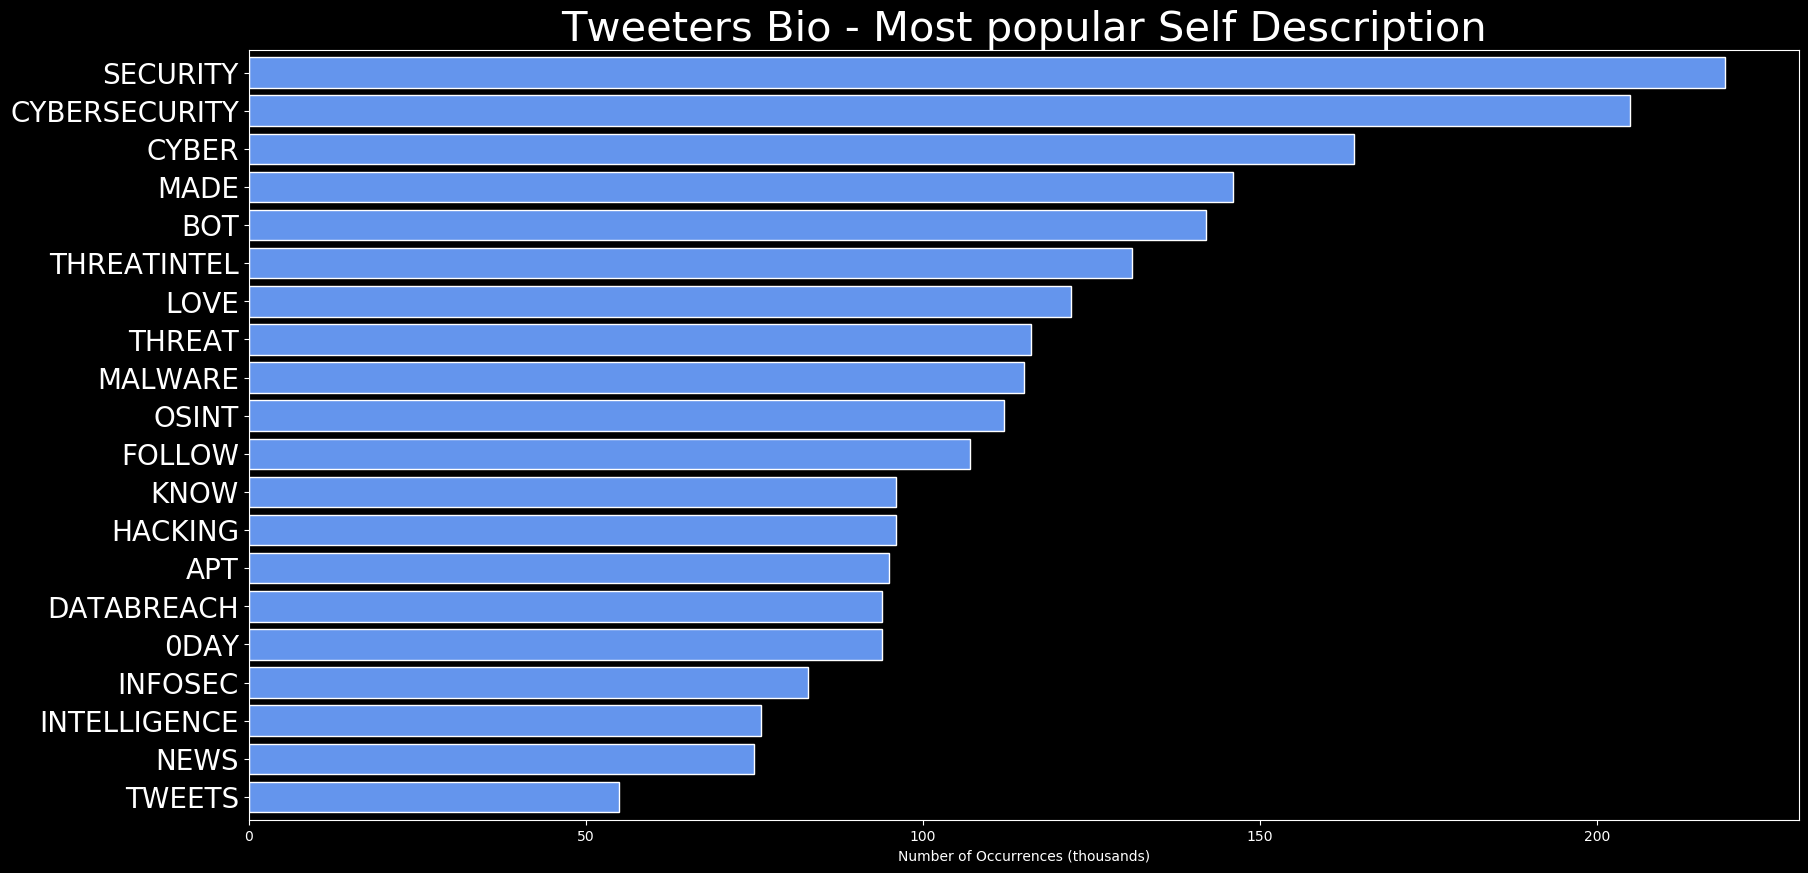 Tweeters Bio - Most popular Self Description
SECURITY
CYBERSECURITY
CYBER
MADE
BOT
THREATINTEL
LOVE
THREAT
MALWARE
OSINT
FOLLOW
KNOW
HACKING
APT
DATABREACH
0DAY
INFOSEC
INTELLIGENCE
NEWS
TWEETS
0 50 100 150 200
Number of Occurrences (thousands)